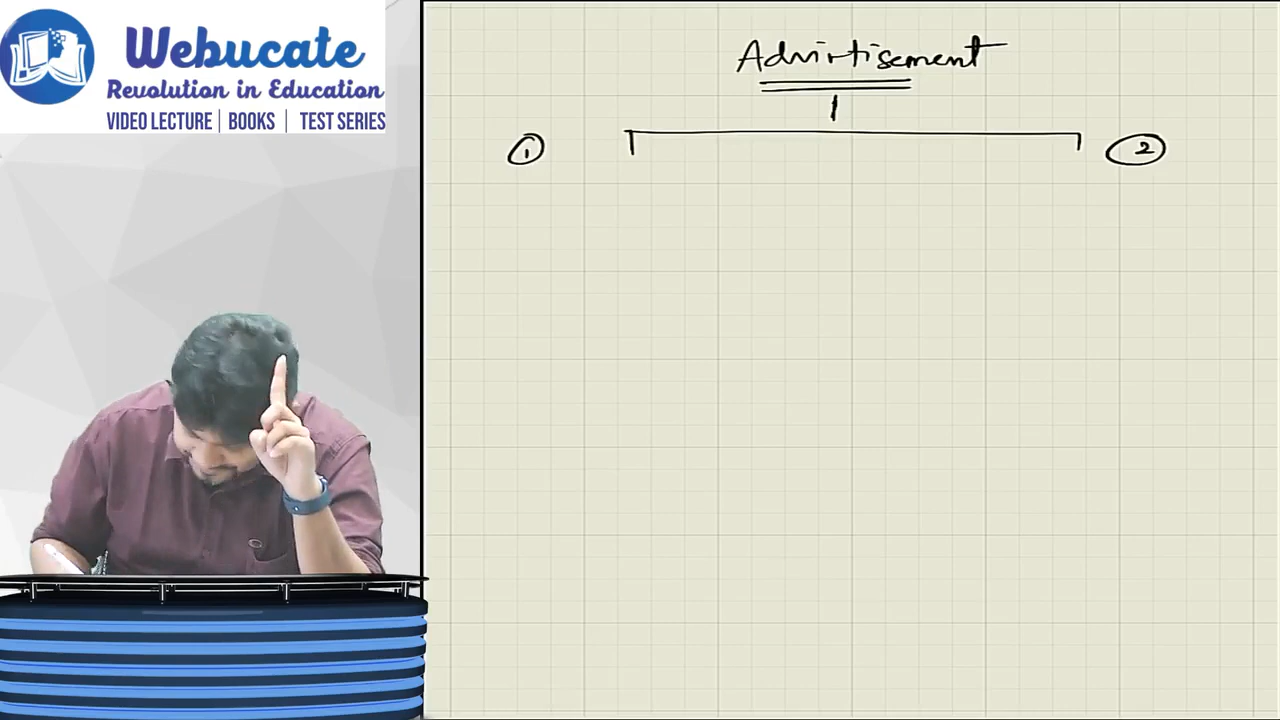 Webucate
Revolution in Education
VIDEO LECTURE | BOOKS | TEST SERIES
Advirtisement
1
2